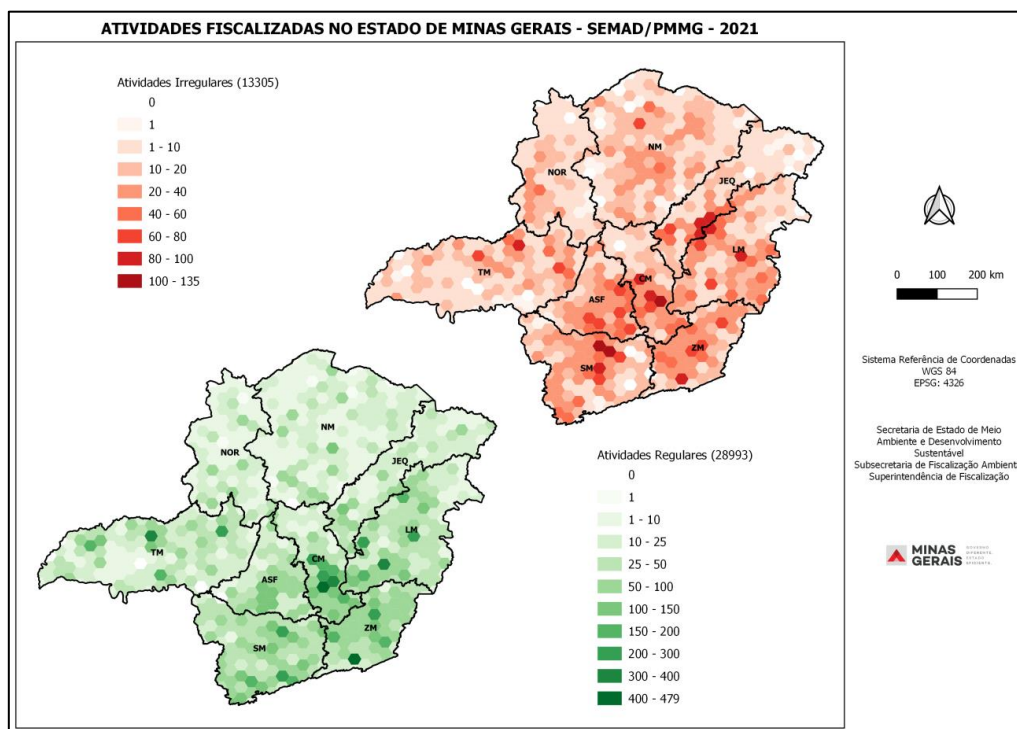 ATIVIDADES FISCALIZADAS NO ESTADO DE MINAS GERAIS - SEMAD/PMMG - 2021
Atividades Irregulares (13305)
0
1
1 - 10
10 - 20
20 - 40
40 - 60
60 - 80
80 - 100
100 - 135
NM
NOR
JEQ
LM
TM
CM
ASF
ZM
SM
0 100 200 km
Sistema Referência de Coordenadas
WGS 84
EPSG: 4326
Secretaria de Estado de Meio
Ambiente e Desenvolvimento
Sustentável
Subsecretaria de Fiscalização Ambient
Superintendência de Fiscalização
MINAS
GERAIS
GOVERNO
DIFERENTE.
ESTADO
EFICIENTE.
NM
NOR
JEQ
LM
TM
CM
ASF
ZM
SM
Atividades Regulares (28993)
0
1
1 - 10
10 - 25
25 - 50
50 - 100
100 - 150
150 - 200
200 - 300
300 - 400
400 - 479